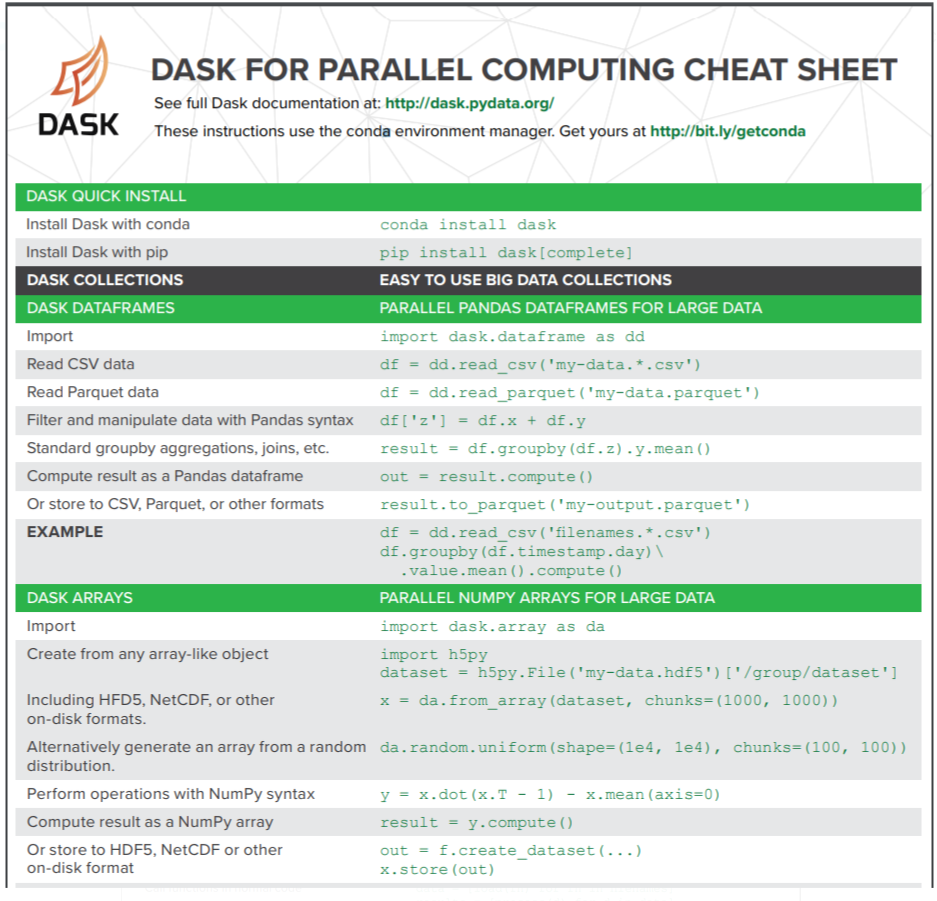 DASK
DASK FOR PARALLEL COMPUTING CHEAT SHEET
See full Dask documentation at: http://dask.pydata.org/
These instructions use the conda environment manager. Get yours at http://bit.ly/getconda
DASK QUICK INSTALL
Install Dask with conda conda install dask
Install Dask with pip pip install dask[complete]
DASK COLLECTIONS EASY TO USE BIG DATA COLLECTIONS
DASK DATAFRAMES PARALLEL PANDAS DATAFRAMES FOR LARGE DATA
Import import dask.dataframe as dd
Read CSV data df = dd.read_csv('my-data.*.csv')
Read Parquet data df = dd.read_parquet('my-data.parquet')
Filter and manipulate data with Pandas syntax df['z'] = df.x + df.y
Standard groupby aggregations, joins, etc. result = df.groupby(df.z).y.mean()
Compute result as a Pandas dataframe out = result.compute()
Or store to CSV, Parquet, or other formats result.to_parquet('my-output.parquet')
EXAMPLE df = dd.read_csv('filenames.*.csv')
df.groupby(df.timestamp.day)\
.value.mean().compute()
DASK ARRAYS PARALLEL NUMPY ARRAYS FOR LARGE DATA
Import import dask.array as da
Create from any array-like object import h5py
dataset = h5py.File('my-data.hdf5')['/group/dataset']
Including HFD5, NetCDF, or other x = da.from_array(dataset, chunks=(1000, 1000))
on-disk formats.
Alternatively generate an array from a random da.random.uniform(shape=(1e4, 1e4), chunks=(100, 100))
distribution.
Perform operations with NumPy syntax y = x.dot(x.T - 1) - x.mean(axis=0)
Compute result as a NumPy array result = y.compute()
Or store to HDF5, NetCDF or other out = f.create_dataset(...)
on-disk format x.store(out)